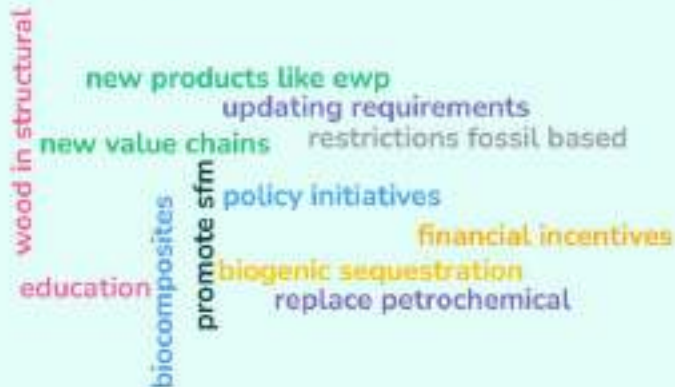 wood in structural
new products like ewp
updating requirements
restrictions fossil based
new value chains
promote sfm
policy initiatives
biocomposites
financial incentives
biogenic sequestration
education
replace petrochemical